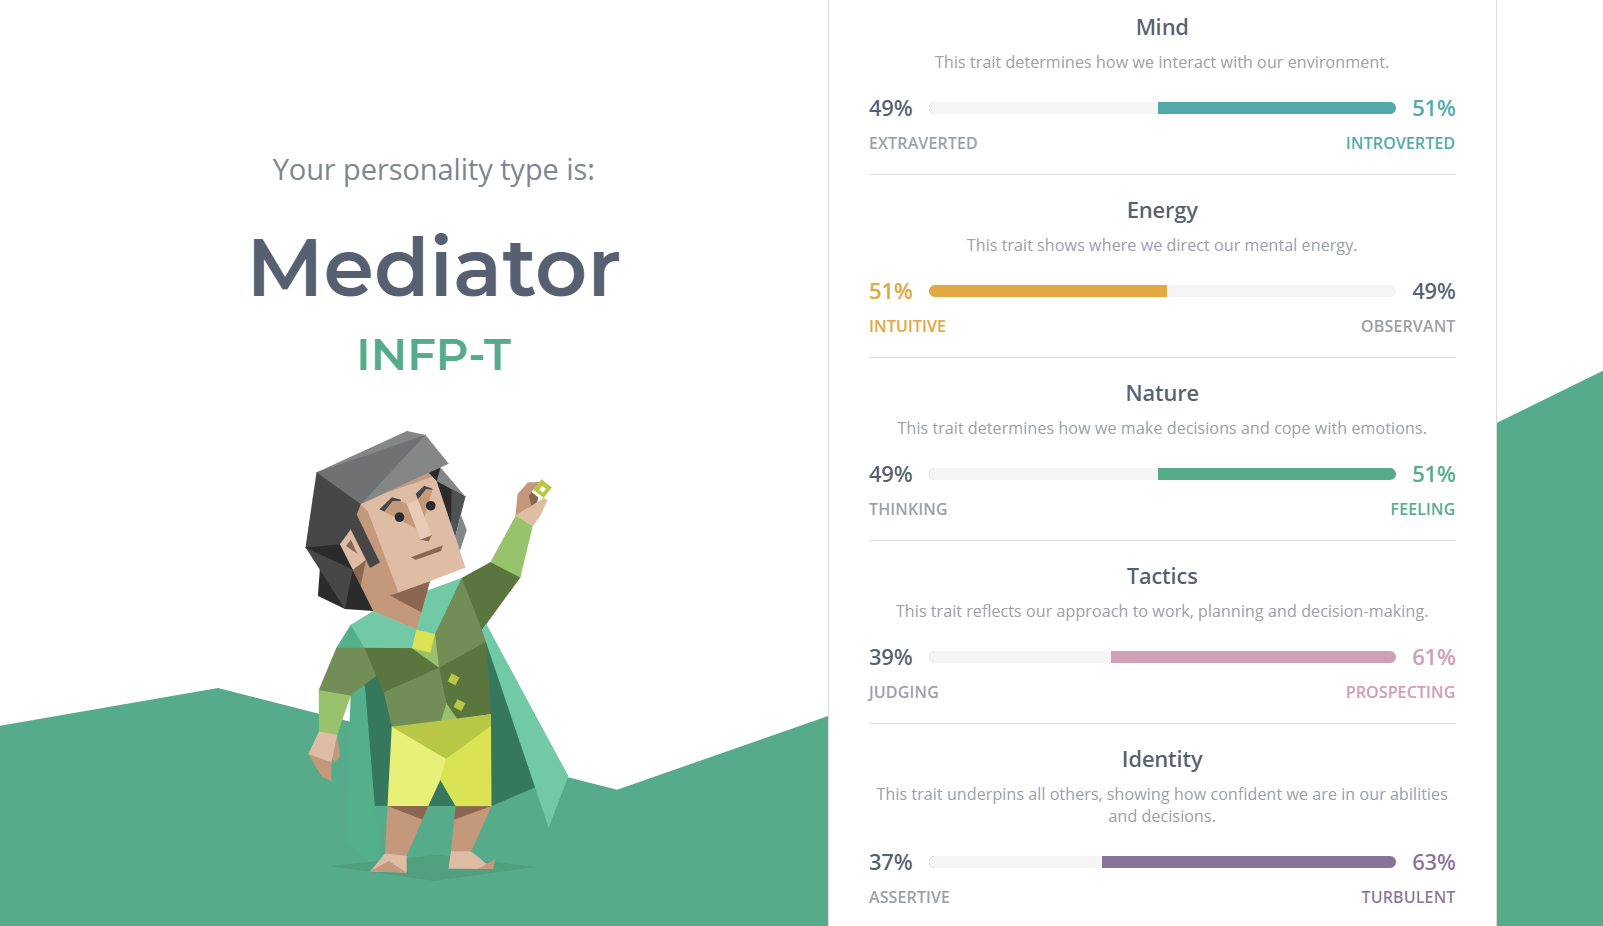 Your personality type is:
Mediator
INFP-T
Mind
This trait determines how we interact with our environment.
49% 51%
EXTRAVERTED INTROVERTED
Energy
This trait shows where we direct our mental energy.
51% 49%
INTUITIVE OBSERVANT
Nature
This trait determines how we make decisions and cope with emotions.
49% 51%
THINKING FEELING
Tactics
This trait reflects our approach to work, planning and decision-making.
39% 61%
JUDGING PROSPECTING
Identity
This trait underpins all others, showing how confident we are in our abilities
and decisions.
37% 63%
ASSERTIVE TURBULENT